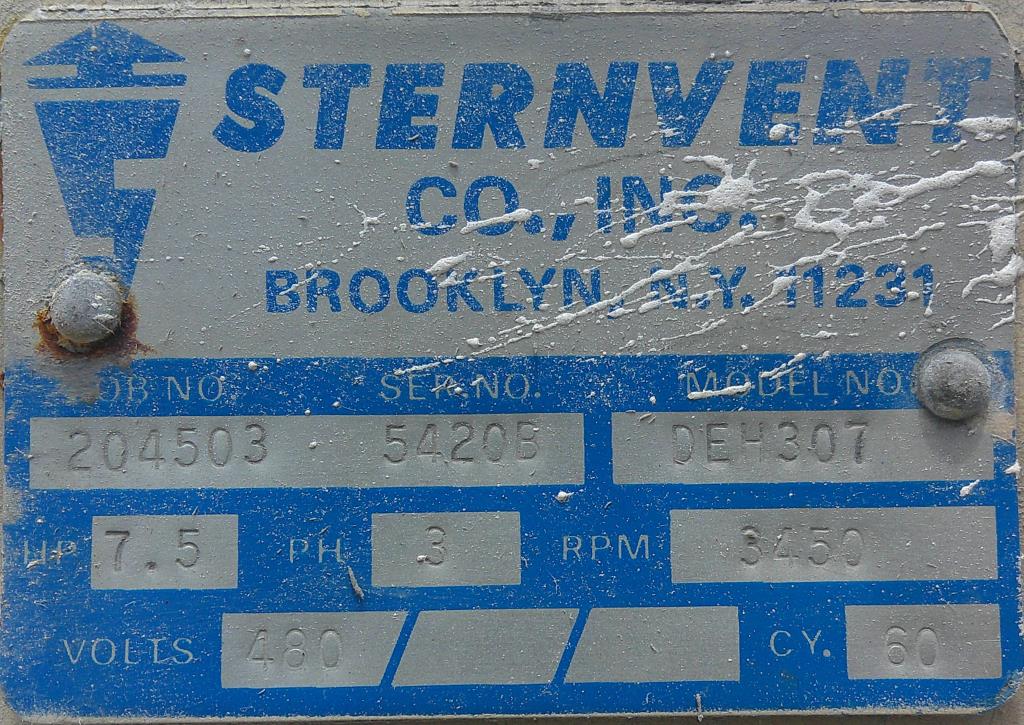 STERNVENT
CO., INC.
BROOKLYN, N.Y. 11231
JOB NO. SER. NO. MODEL NO.
204503 5420B DEH307
HP 7.5 PH 3 RPM 3450
VOLTS 480 CY. 60